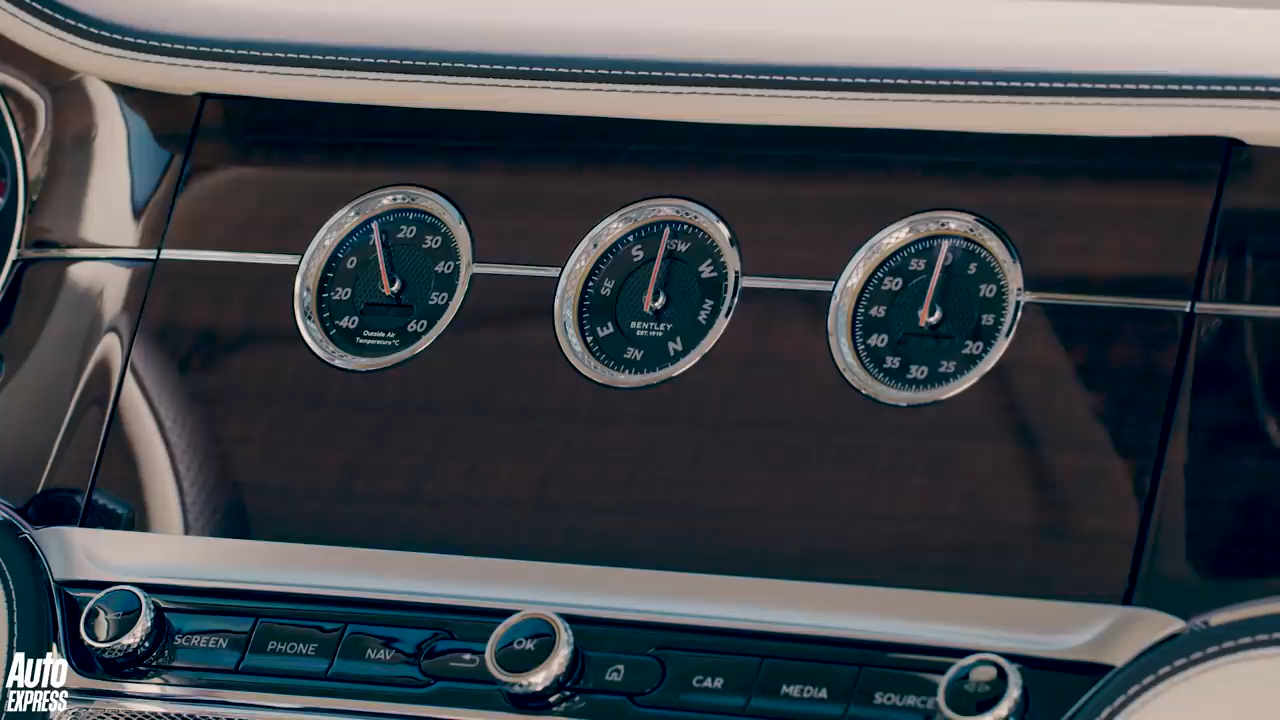 20
30
0
40
-20
50
-40
60
Outside Air
Temperature °C
S
SW
W
SE
NW
E
N
NE
BENTLEY
EST. 1919
55
5
50
10
45
15
40
20
35
25
30
SCREEN
PHONE
NAV
OK
CAR
MEDIA
SOURCE
Auto
EXPRESS